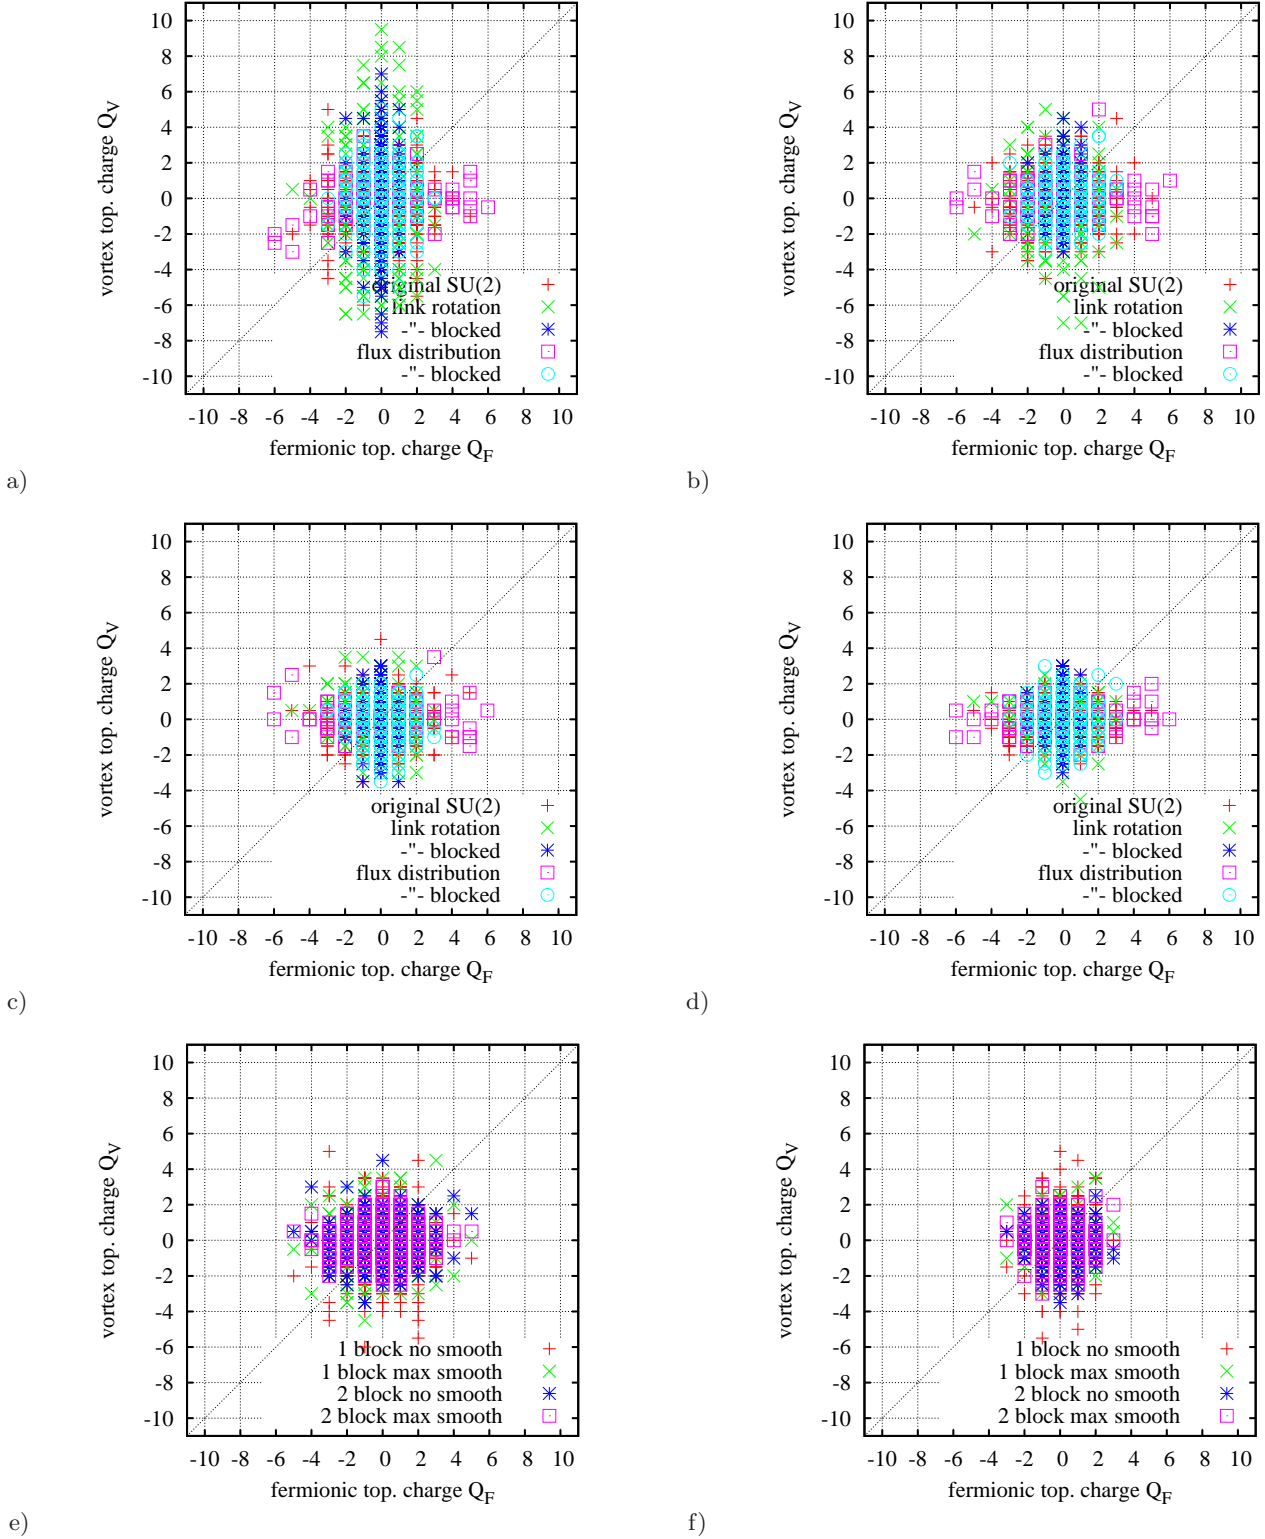 10
8
6
4
2
0
-2
-4
-6
-8
-10
vortex top. charge Q_V
original SU(2)
link rotation
-"- blocked
flux distribution
-"- blocked
-10 -8 -6 -4 -2 0 2 4 6 8 10
fermionic top. charge Q_F
a)
10
8
6
4
2
0
-2
-4
-6
-8
-10
vortex top. charge Q_V
original SU(2)
link rotation
-"- blocked
flux distribution
-"- blocked
-10 -8 -6 -4 -2 0 2 4 6 8 10
fermionic top. charge Q_F
b)
10
8
6
4
2
0
-2
-4
-6
-8
-10
vortex top. charge Q_V
original SU(2)
link rotation
-"- blocked
flux distribution
-"- blocked
-10 -8 -6 -4 -2 0 2 4 6 8 10
fermionic top. charge Q_F
c)
10
8
6
4
2
0
-2
-4
-6
-8
-10
vortex top. charge Q_V
original SU(2)
link rotation
-"- blocked
flux distribution
-"- blocked
-10 -8 -6 -4 -2 0 2 4 6 8 10
fermionic top. charge Q_F
d)
10
8
6
4
2
0
-2
-4
-6
-8
-10
vortex top. charge Q_V
1 block no smooth
1 block max smooth
2 block no smooth
2 block max smooth
-10 -8 -6 -4 -2 0 2 4 6 8 10
fermionic top. charge Q_F
e)
10
8
6
4
2
0
-2
-4
-6
-8
-10
vortex top. charge Q_V
1 block no smooth
1 block max smooth
2 block no smooth
2 block max smooth
-10 -8 -6 -4 -2 0 2 4 6 8 10
fermionic top. charge Q_F
f)